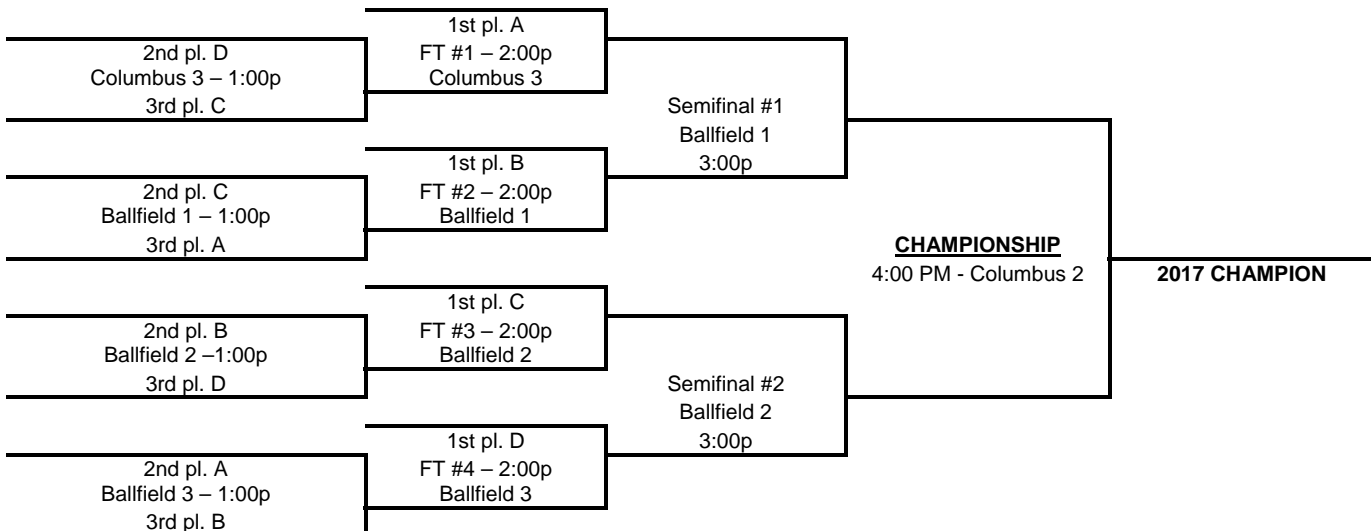 2nd pl. D
Columbus 3 – 1:00p
3rd pl. C
2nd pl. C
Ballfield 1 – 1:00p
3rd pl. A
2nd pl. B
Ballfield 2 –1:00p
3rd pl. D
2nd pl. A
Ballfield 3 – 1:00p
3rd pl. B
1st pl. A
FT #1 – 2:00p
Columbus 3
1st pl. B
FT #2 – 2:00p
Ballfield 1
1st pl. C
FT #3 – 2:00p
Ballfield 2
1st pl. D
FT #4 – 2:00p
Ballfield 3
Semifinal #1
Ballfield 1
3:00p
Semifinal #2
Ballfield 2
3:00p
CHAMPIONSHIP
4:00 PM - Columbus 2
2017 CHAMPION